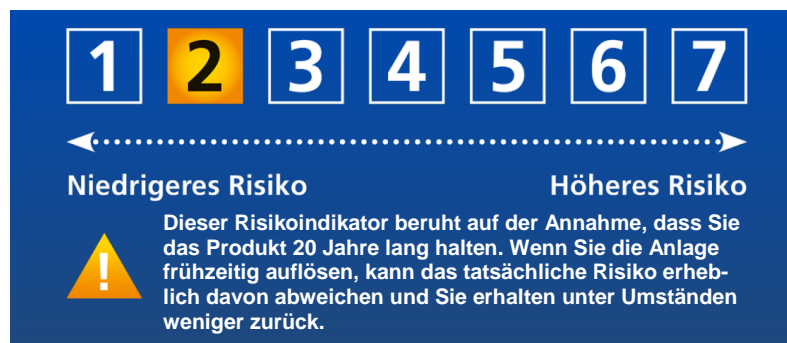 1 2 3 4 5 6 7
Niedrigeres Risiko Höheres Risiko
Dieser Risikoindikator beruht auf der Annahme, dass Sie
das Produkt 20 Jahre lang halten. Wenn Sie die Anlage
frühzeitig auflösen, kann das tatsächliche Risiko erheb-
lich davon abweichen und Sie erhalten unter Umständen
weniger zurück.